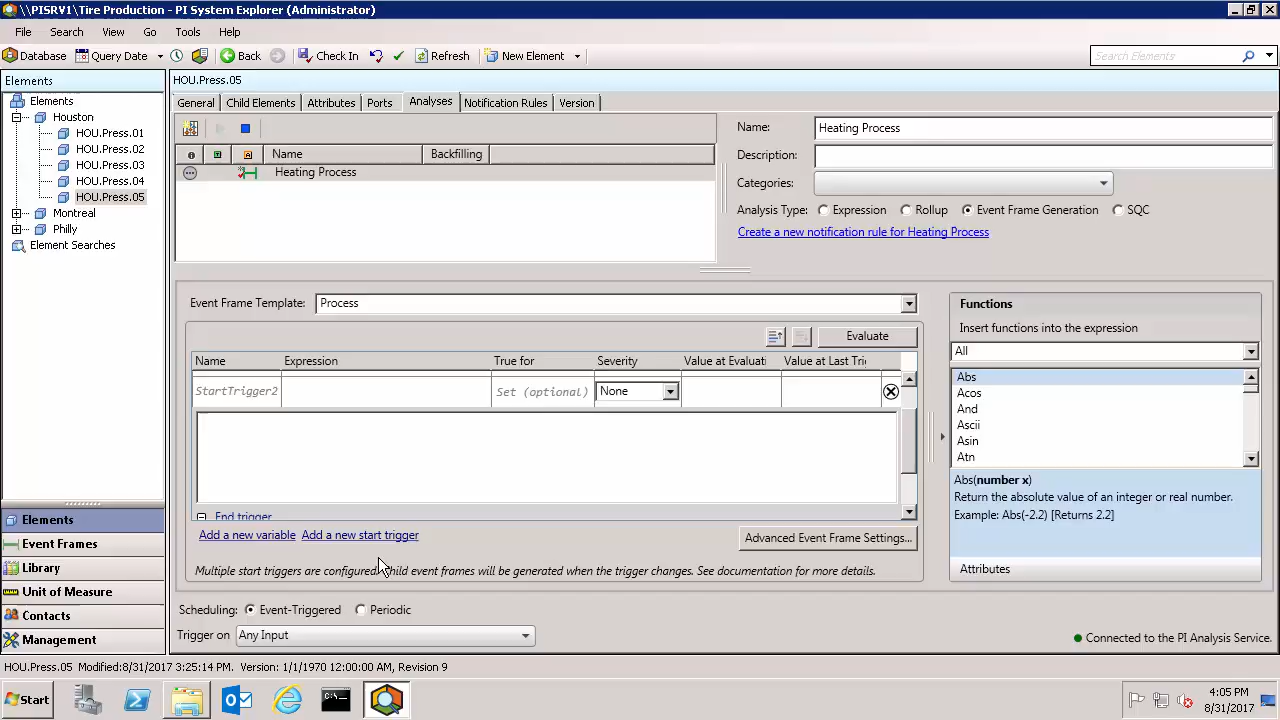 \\PISRV1\Tire Production - PI System Explorer (Administrator)
File Search View Go Tools Help
Database Query Date Back Check In Refresh New Element
Search Elements
Elements
Elements
Houston
HOU.Press.01
HOU.Press.02
HOU.Press.03
HOU.Press.04
HOU.Press.05
Montreal
Philly
Element Searches
Elements
Event Frames
Library
Unit of Measure
Contacts
Management
HOU.Press.05
General Child Elements Attributes Ports Analyses Notification Rules Version
Name Backfilling
Heating Process
Name: Heating Process
Description:
Categories:
Analysis Type: Expression Rollup Event Frame Generation SQC
Create a new notification rule for Heating Process
Event Frame Template: Process
Evaluate
Name Expression True for Severity Value at Evaluati Value at Last Tri
StartTrigger2 Set (optional) None
End trigger
Add a new variable Add a new start trigger
Advanced Event Frame Settings...
Multiple start triggers are configured. Child event frames will be generated when the trigger changes. See documentation for more details.
Functions
Insert functions into the expression
All
Abs
Acos
And
Ascii
Asin
Atn
Abs(number x)
Return the absolute value of an integer or real number.
Example: Abs(-2.2) [Returns 2.2]
Attributes
Scheduling: Event-Triggered Periodic
Trigger on Any Input
Connected to the PI Analysis Service.
HOU.Press.05 Modified:8/31/2017 3:25:14 PM. Version: 1/1/1970 12:00:00 AM, Revision 9
Start
4:05 PM
8/31/2017